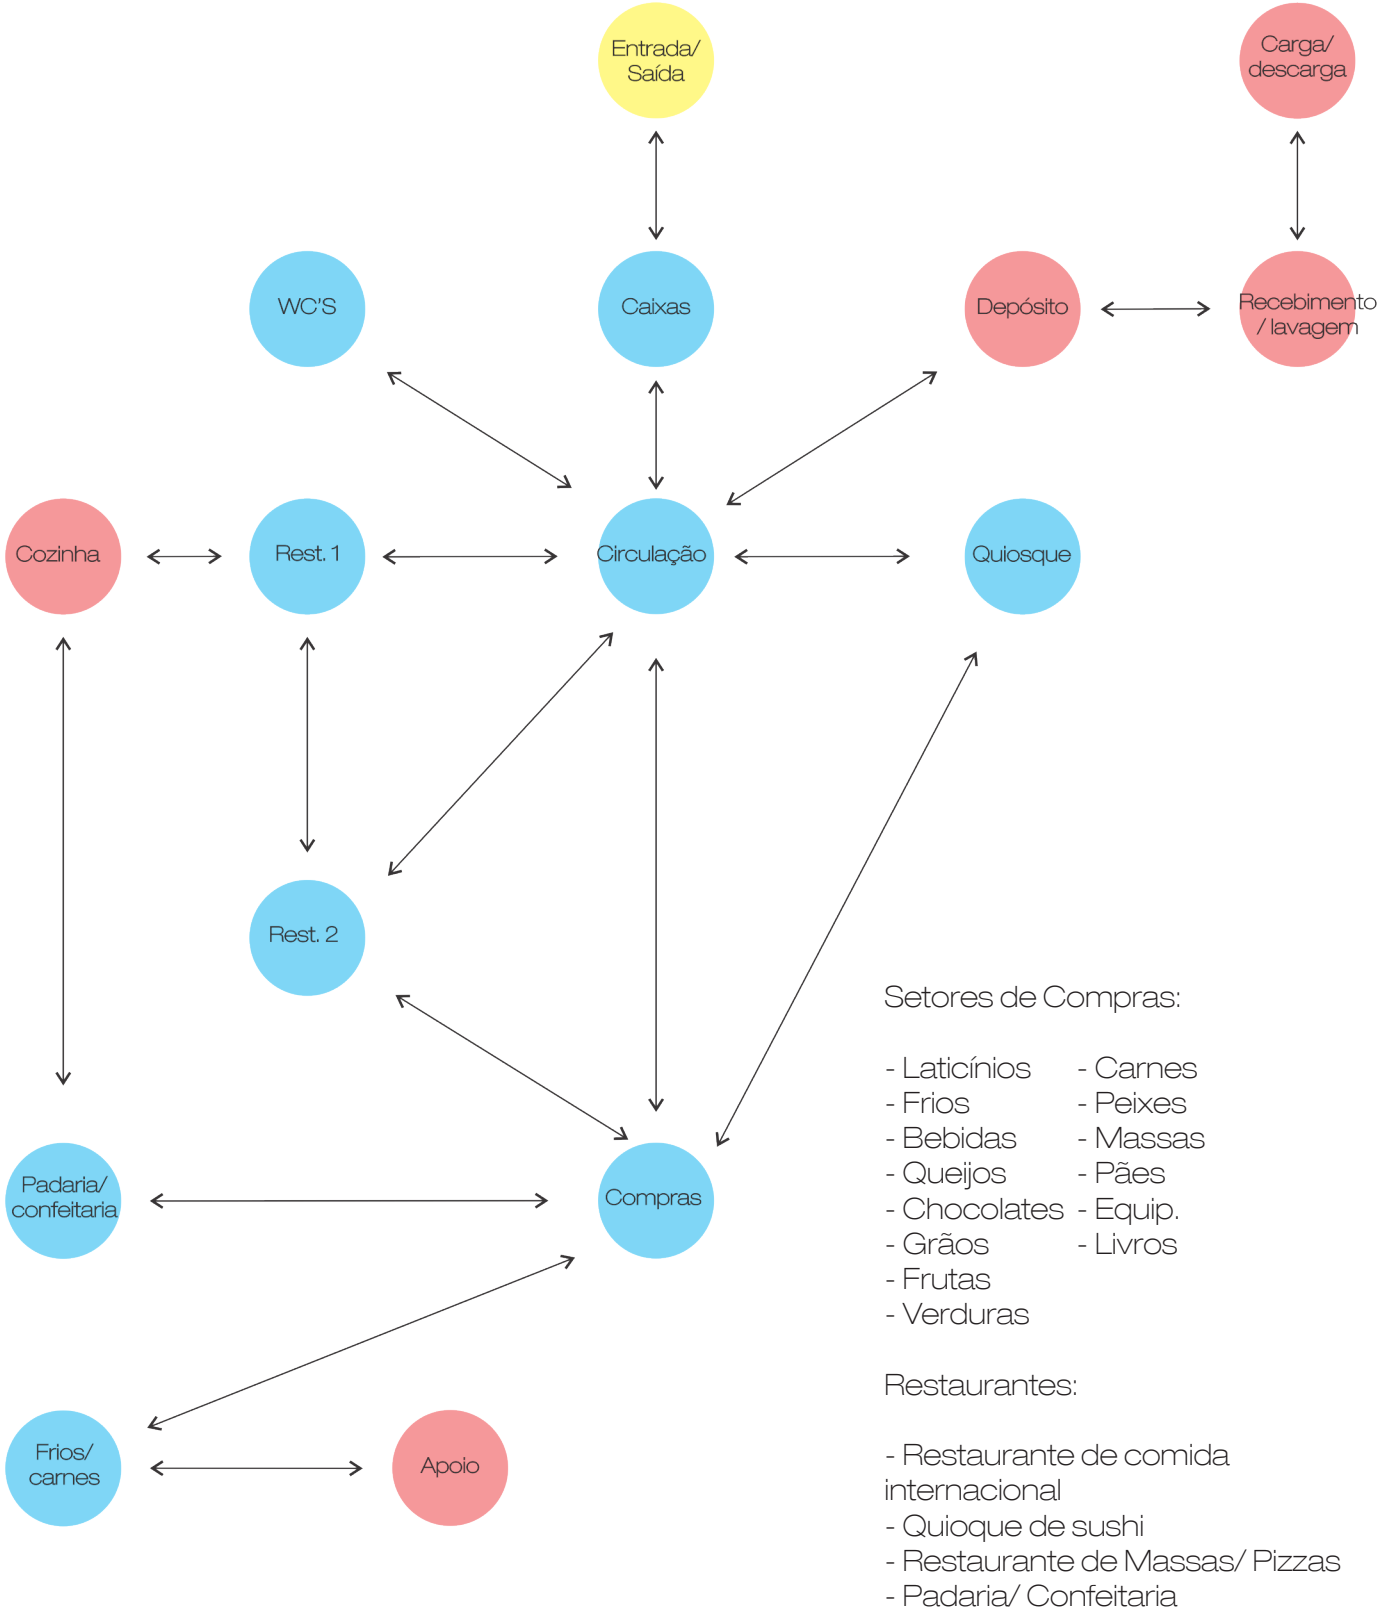 Entrada/
Saída
Carga/
descarga
WC'S
Caixas
Depósito
Recebimento
/ lavagem
Cozinha
Rest. 1
Circulação
Quiosque
Rest. 2
Padaria/
confeitaria
Compras
Frios/
carnes
Apoio
Setores de Compras:
- Laticínios
- Frios
- Bebidas
- Queijos
- Chocolates
- Grãos
- Frutas
- Verduras
- Carnes
- Peixes
- Massas
- Pães
- Equip.
- Livros
Restaurantes:
- Restaurante de comida
internacional
- Quioque de sushi
- Restaurante de Massas/ Pizzas
- Padaria/ Confeitaria